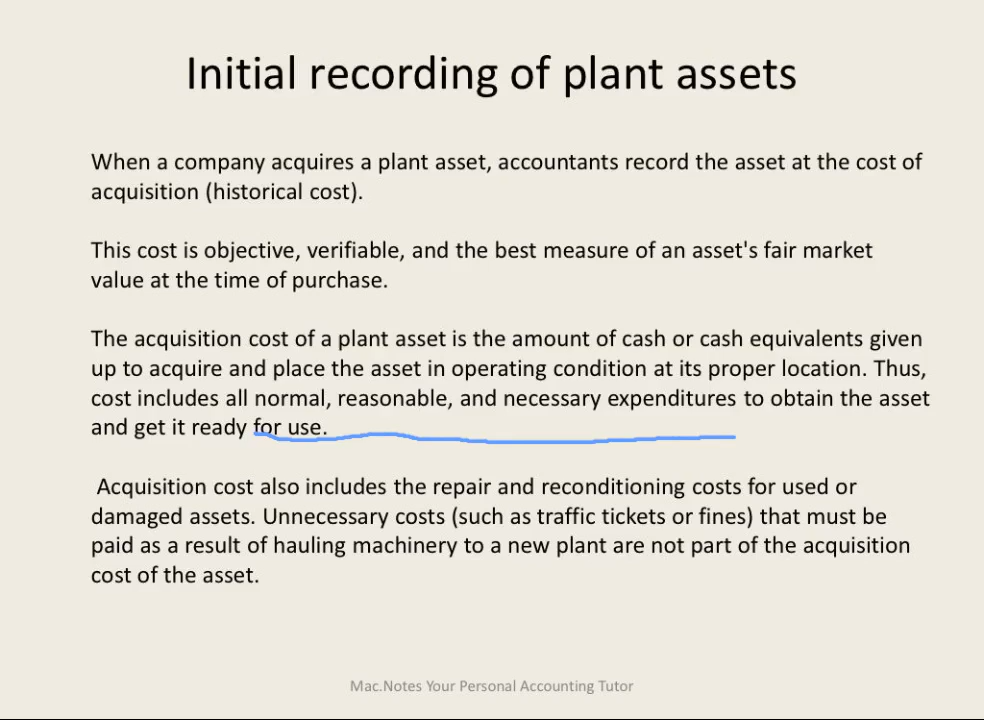 Initial recording of plant assets
When a company acquires a plant asset, accountants record the asset at the cost of
acquisition (historical cost).
This cost is objective, verifiable, and the best measure of an asset's fair market
value at the time of purchase.
The acquisition cost of a plant asset is the amount of cash or cash equivalents given
up to acquire and place the asset in operating condition at its proper location. Thus,
cost includes all normal, reasonable, and necessary expenditures to obtain the asset
and get it ready for use.
Acquisition cost also includes the repair and reconditioning costs for used or
damaged assets. Unnecessary costs (such as traffic tickets or fines) that must be
paid as a result of hauling machinery to a new plant are not part of the acquisition
cost of the asset.
Mac.Notes Your Personal Accounting Tutor